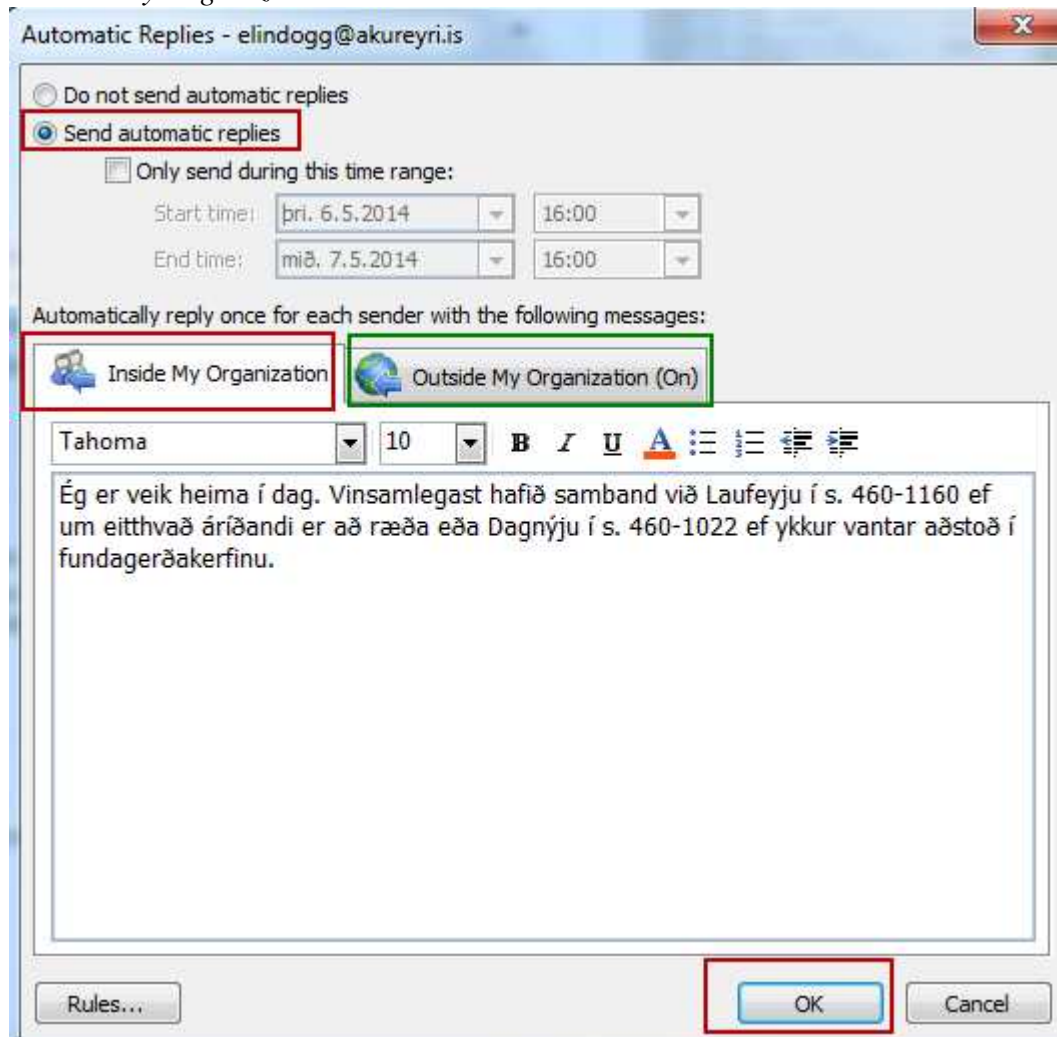 Automatic Replies - elindogg@akureyri.is
Do not send automatic replies
Send automatic replies
Only send during this time range:
Start time: þri. 6.5.2014 16:00
End time: mið. 7.5.2014 16:00
Automatically reply once for each sender with the following messages:
Inside My Organization Outside My Organization (On)
Tahoma 10 B I U A
Ég er veik heima í dag. Vinsamlegast hafið samband við Laufeyju í s. 460-1160 ef
um eitthvað áríðandi er að ræða eða Dagnýju í s. 460-1022 ef ykkur vantar aðstoð í
fundagerðakerfinu.
Rules... OK Cancel